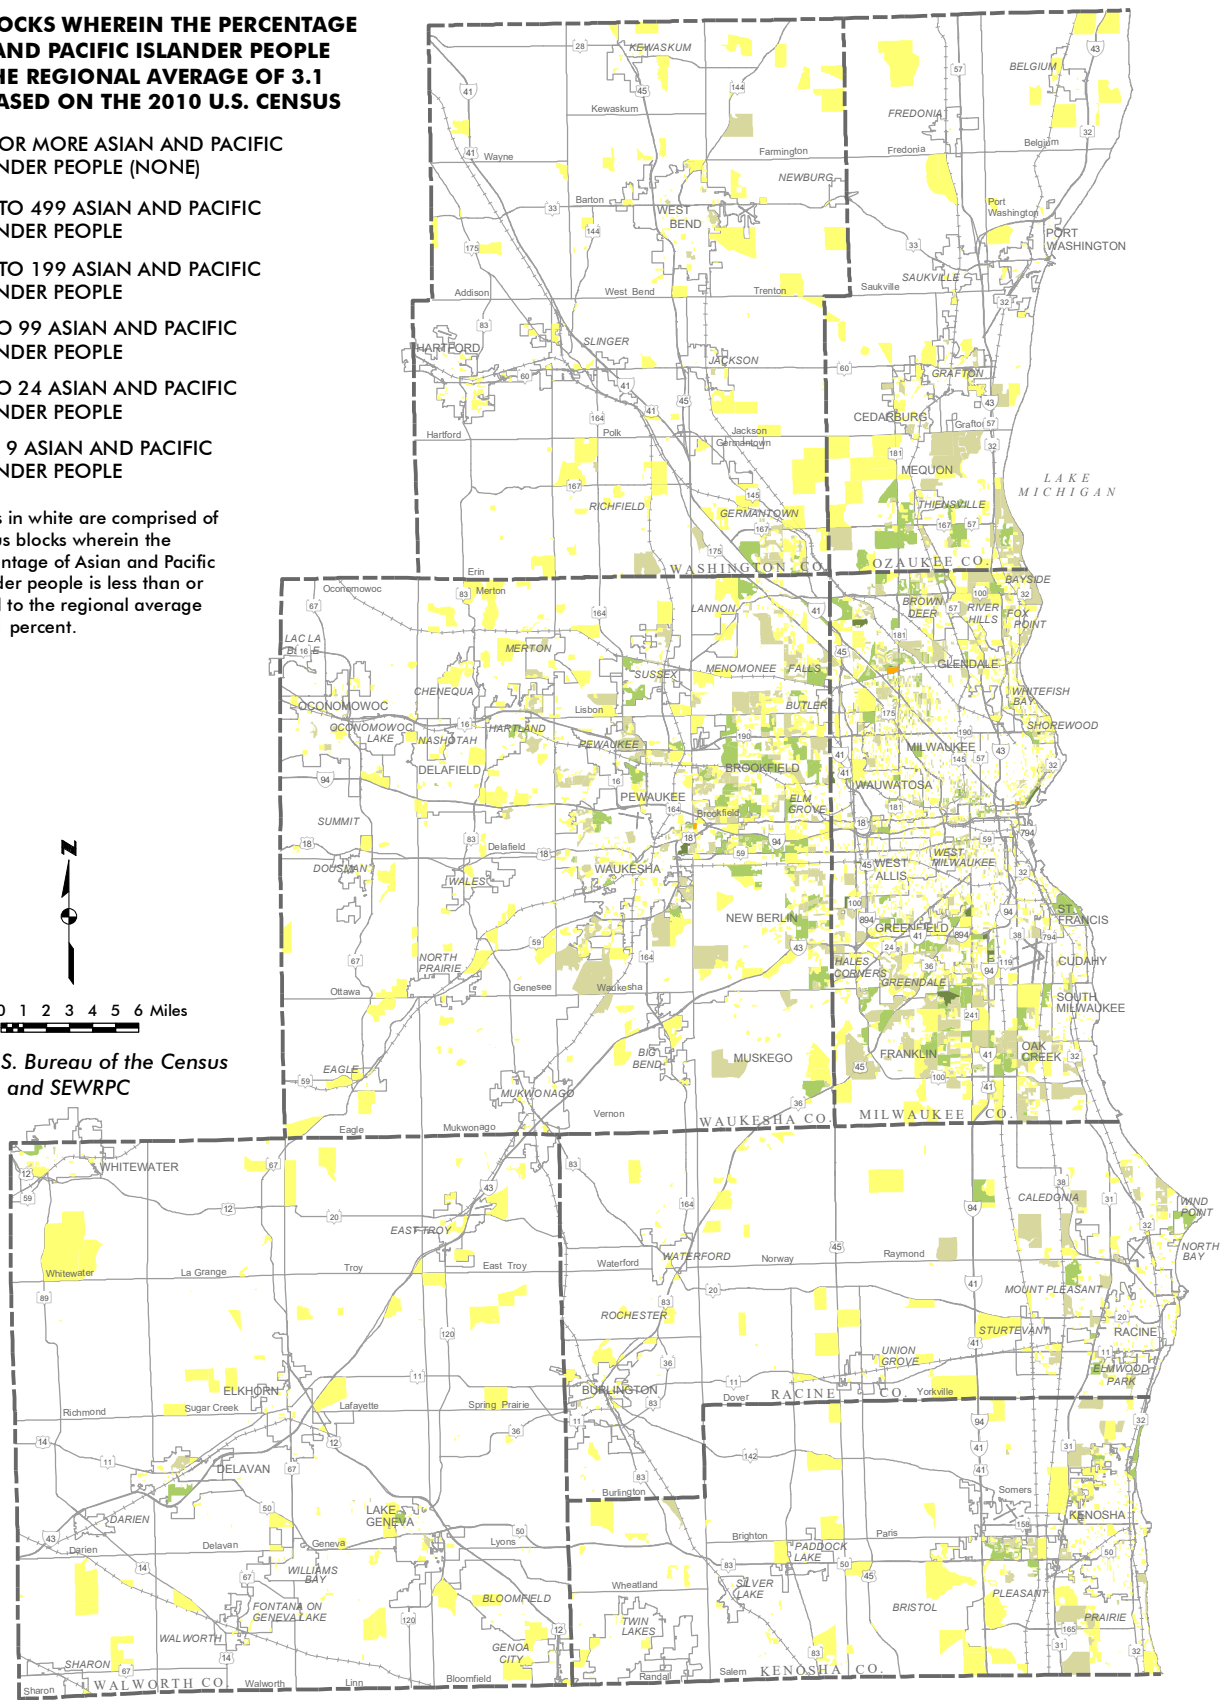 OCKS WHEREIN THE PERCENTAGE
AND PACIFIC ISLANDER PEOPLE
HE REGIONAL AVERAGE OF 3.1
ASED ON THE 2010 U.S. CENSUS
OR MORE ASIAN AND PACIFIC
NDER PEOPLE (NONE)
TO 499 ASIAN AND PACIFIC
NDER PEOPLE
TO 199 ASIAN AND PACIFIC
NDER PEOPLE
O 99 ASIAN AND PACIFIC
NDER PEOPLE
O 24 ASIAN AND PACIFIC
NDER PEOPLE
9 ASIAN AND PACIFIC
NDER PEOPLE
s in white are comprised of
us blocks wherein the
ntage of Asian and Pacific
der people is less than or
l to the regional average
percent.
N
0 1 2 3 4 5 6 Miles
S. Bureau of the Census
and SEWRPC
KEWASKUM
Kewaskum
Wayne
Farmington
NEWBURG
Barton
WEST
BEND
Addison
West Bend
Trenton
BELGIUM
FREDONIA
Fredonia
Belgium
Port
Washington
PORT
WASHINGTON
SAUKVILLE
Saukville
HARTFORD
SLINGER
JACKSON
Hartford
Polk
Jackson
Germantown
RICHFIELD
GERMANTOWN
Erin
WASHINGTON CO.
GRAFTON
CEDARBURG
Grafton
MEQUON
THIENSVILLE
OZAUKEE CO.
LAKE
MICHIGAN
Oconomowoc
Merton
LANNON
LAC LA
MERTON
SUSSEX
MENOMONEE FALLS
CHENEQUA
OCONOMOWOC
Lisbon
BUTLER
OCONOMOWOC
LAKE
NASHOTAH
HARTLAND
PEWAUKEE
DELAFIELD
BROOKFIELD
PEWAUKEE
ELM
GROVE
Brookfield
SUMMIT
Delafield
DOUSMAN
WALES
WAUKESHA
NEW BERLIN
NORTH
PRAIRIE
Ottawa
Genesee
Waukesha
BIG
BEND
MUSKEGO
EAGLE
MUKWONAGO
Vernon
Eagle
Mukwonago
WAUKESHA CO.
BAYSIDE
BROWN
DEER
RIVER
HILLS
FOX
POINT
GLENDALE
WHITEFISH
BAY
SHOREWOOD
MILWAUKEE
WAUWATOSA
WEST
MILWAUKEE
WEST
ALLIS
ST.
FRANCIS
GREENFIELD
HALES
CORNERS
GREENDALE
CUDAHY
SOUTH
MILWAUKEE
FRANKLIN
OAK
CREEK
MILWAUKEE CO.
WHITEWATER
EAST TROY
Whitewater
La Grange
Troy
East Troy
ELKHORN
Richmond
Sugar Creek
Lafayette
Spring Prairie
DELAVAN
LAKE
GENEVA
DARIEN
Darien
Delavan
Geneva
Lyons
WILLIAMS
BAY
FONTANA ON
GENEVA LAKE
BLOOMFIELD
WALWORTH
GENOA
CITY
SHARON
Sharon
WALWORTH CO.
Walworth
Linn
Bloomfield
CALEDONIA
WIND
POINT
NORTH
BAY
WATERFORD
Waterford
Norway
Raymond
ROCHESTER
MOUNT PLEASANT
STURTEVANT
RACINE
UNION
GROVE
ELMWOOD
PARK
BURLINGTON
Dover
RACINE CO.
Yorkville
Burlington
Somers
KENOSHA
Brighton
Paris
PADDOCK
LAKE
Wheatland
SILVER
LAKE
PLEASANT
PRAIRIE
BRISTOL
TWIN
LAKES
Randall
Salem
KENOSHA CO.